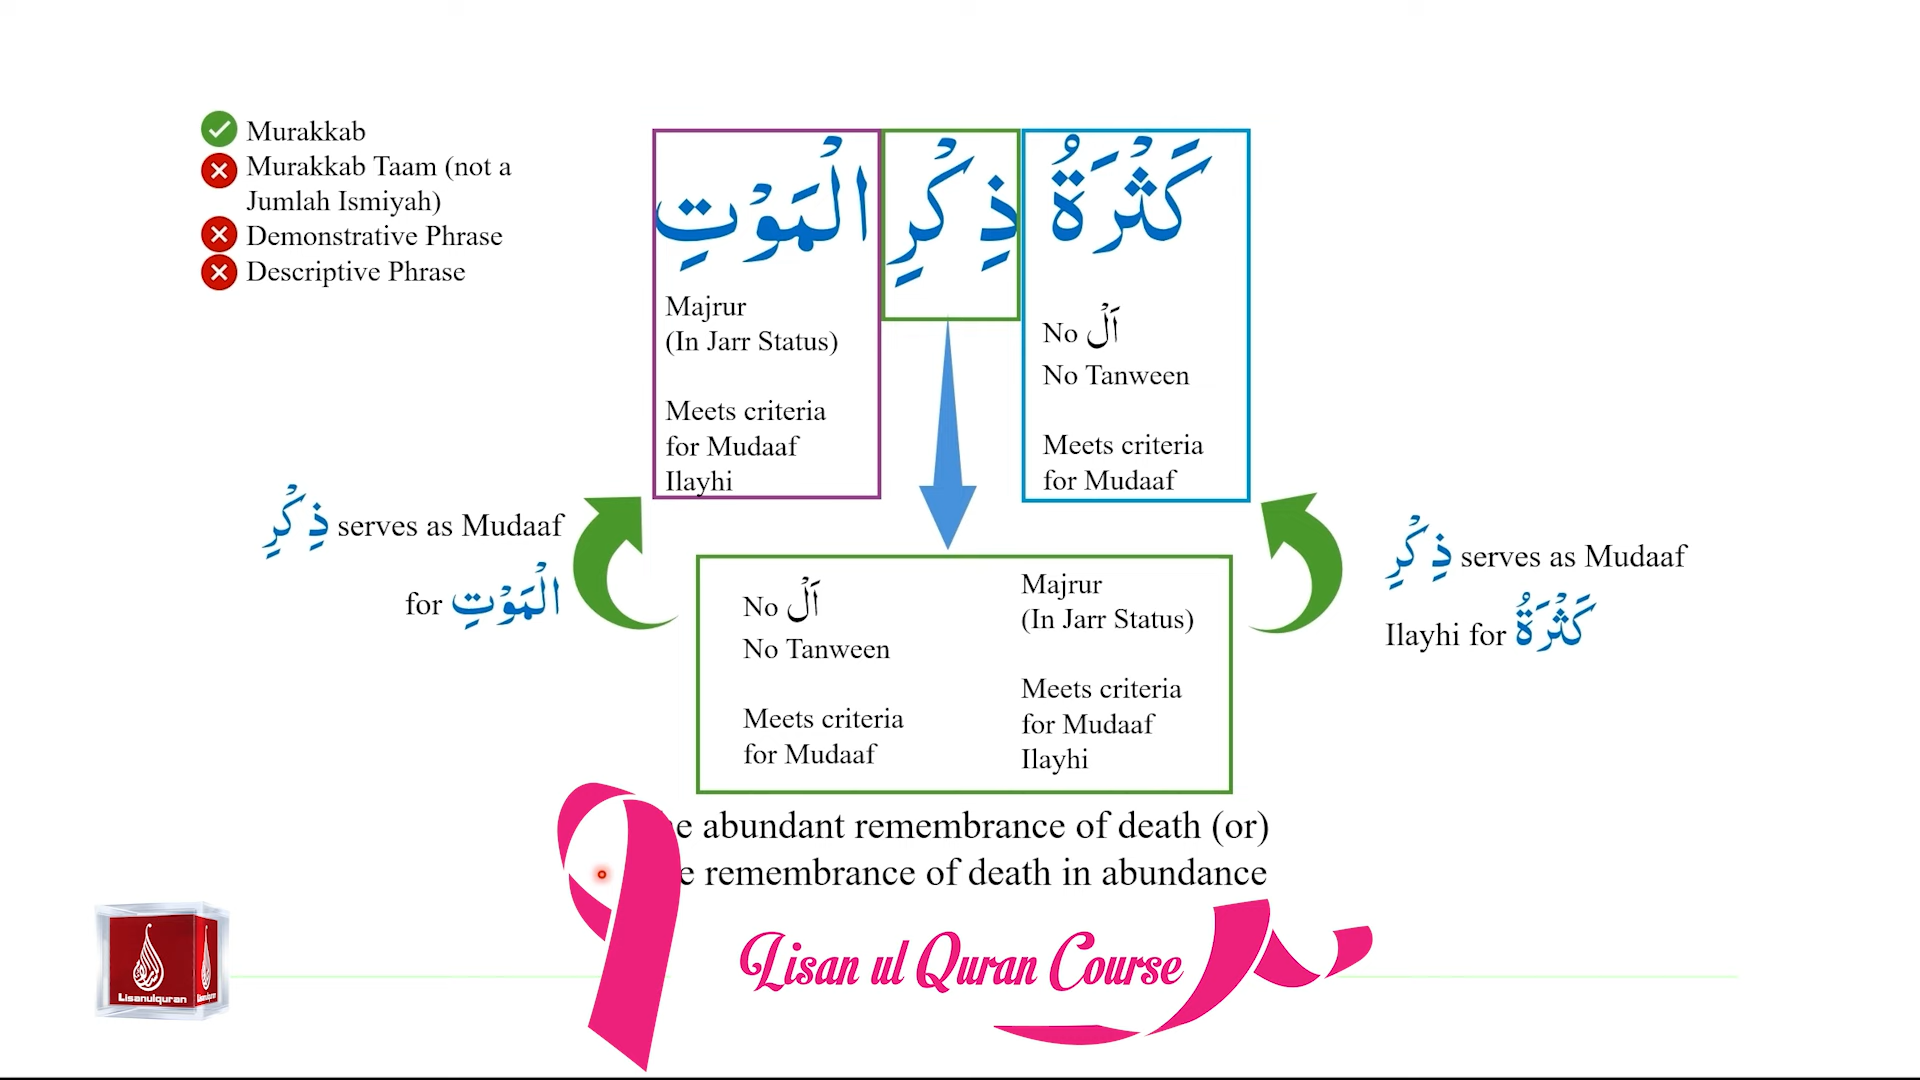 Murakkab
Murakkab Taam (not a
Jumlah Ismiyah)
Demonstrative Phrase
Descriptive Phrase
كَثْرَةُ ذِكْرِ الْمَوْتِ
Majrur
(In Jarr Status)
Meets criteria
for Mudaaf
Ilayhi
No اَلْ
No Tanween
Meets criteria
for Mudaaf
ذِكْرِ serves as Mudaaf
for الْمَوْتِ
ذِكْرِ serves as Mudaaf
Ilayhi for كَثْرَةُ
No اَلْ
No Tanween
Meets criteria
for Mudaaf
Majrur
(In Jarr Status)
Meets criteria
for Mudaaf
Ilayhi
abundant remembrance of death (or)
remembrance of death in abundance
Lisan ul Quran Course
Lisanulquran